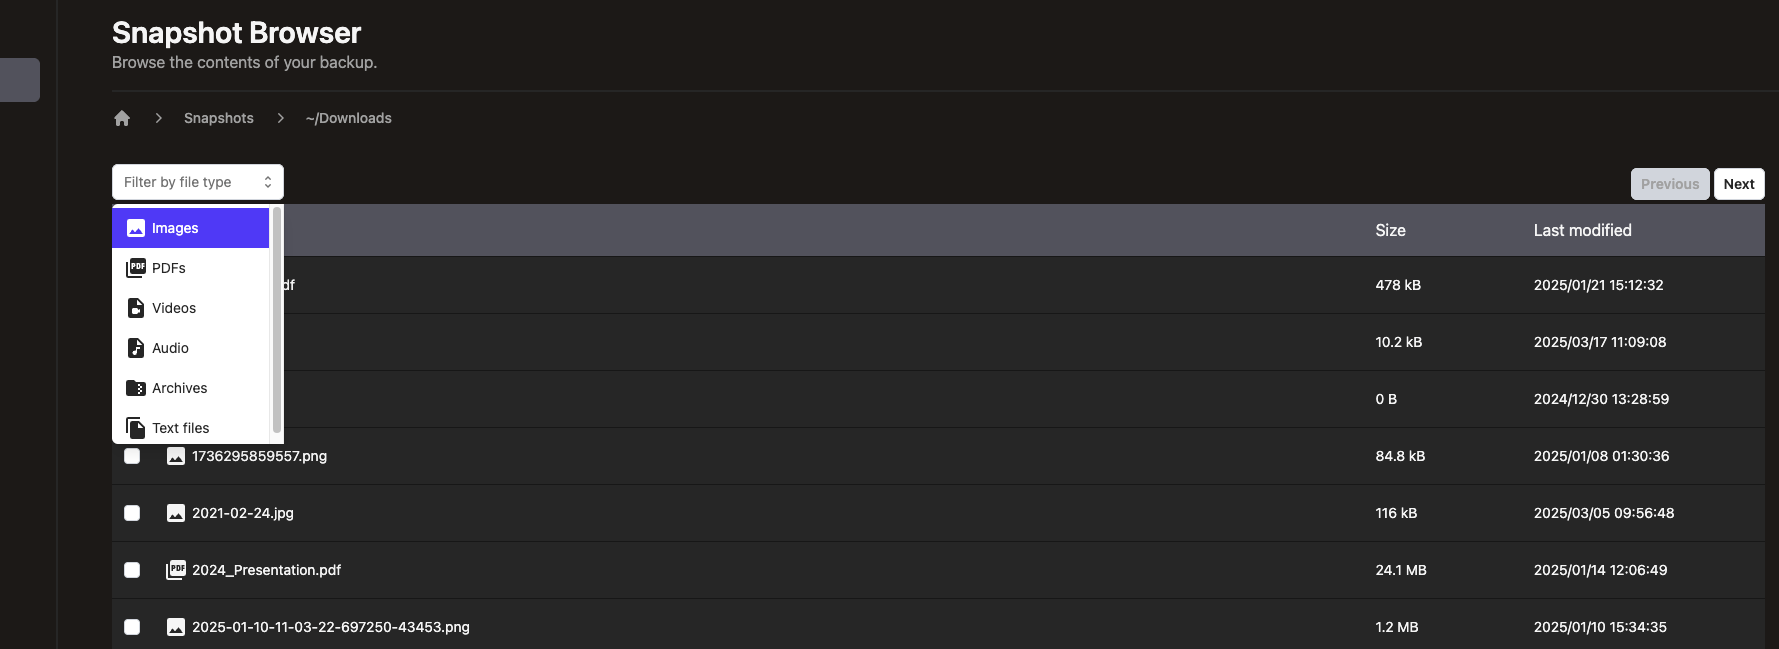 Snapshot Browser
Browse the contents of your backup.
Snapshots
~/Downloads
Filter by file type
Previous
Next
Images
PDFs
Videos
Audio
Archives
Text files
Size
Last modified
df
478 kB
2025/01/21 15:12:32
10.2 kB
2025/03/17 11:09:08
0 B
2024/12/30 13:28:59
1736295859557.png
84.8 kB
2025/01/08 01:30:36
2021-02-24.jpg
116 kB
2025/03/05 09:56:48
2024_Presentation.pdf
24.1 MB
2025/01/14 12:06:49
2025-01-10-11-03-22-697250-43453.png
1.2 MB
2025/01/10 15:34:35